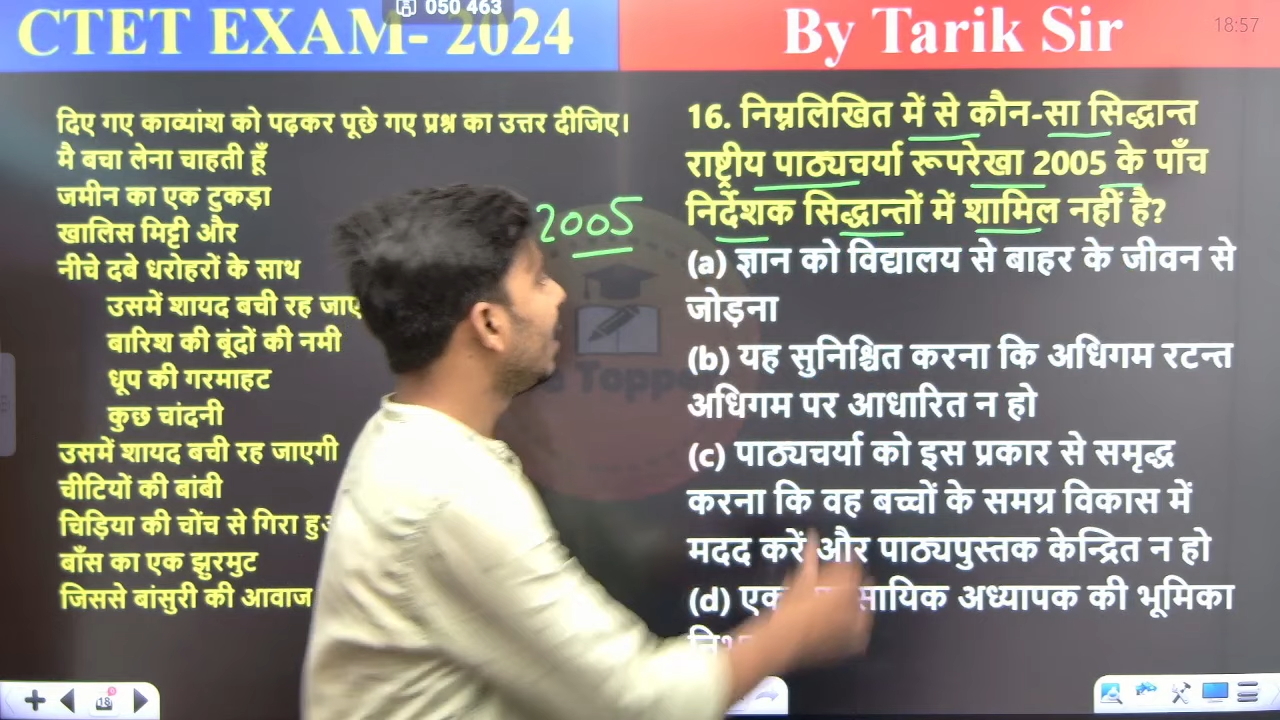 CTET EXAM- 2024
050 463
By Tarik Sir
18:57
दिए गए काव्यांश को पढ़कर पूछे गए प्रश्न का उत्तर दीजिए।
मै बचा लेना चाहती हूँ
जमीन का एक टुकड़ा
खालिस मिट्टी और
नीचे दबे धरोहरों के साथ
उसमें शायद बची रह
बारिश की बूंदों की नमी
धूप की गरमाहट
कुछ चांदनी
उसमें शायद बची रह जाएगी
चीटियों की बांबी
चिड़िया की चोंच से गिरा
बाँस का एक झुरमुट
जिससे बांसुरी की आवाज
2005
16. निम्नलिखित में से कौन-सा सिद्धान्त
राष्ट्रीय पाठ्यचर्या रूपरेखा 2005 के पाँच
निर्देशक सिद्धान्तों में शामिल नहीं है?
(a) ज्ञान को विद्यालय से बाहर के जीवन से
जोड़ना
(b) यह सुनिश्चित करना कि अधिगम रटन्त
अधिगम पर आधारित न हो
(c) पाठ्यचर्या को इस प्रकार से समृद्ध
करना कि वह बच्चों के समग्र विकास में
मदद करें और पाठ्यपुस्तक केन्द्रित न हो
(d) अध्यापक की भूमिका
18